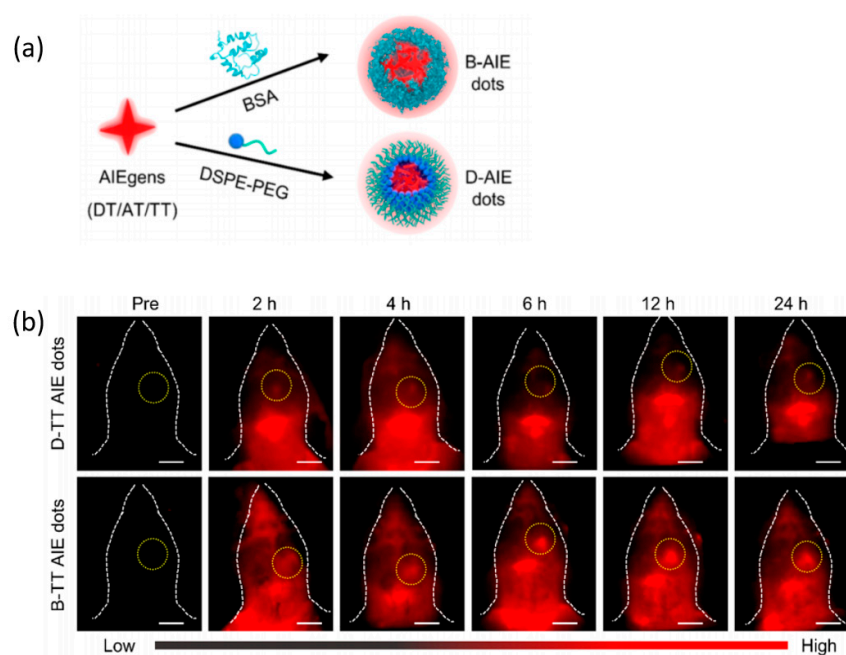 (a)
BSA
B-AIE
dots
AIEgens
(DT/AT/TT)
DSPE-PEG
D-AIE
dots
(b)
Pre 2 h 4 h 6 h 12 h 24 h
D-TT AIE dots
B-TT AIE dots
Low High